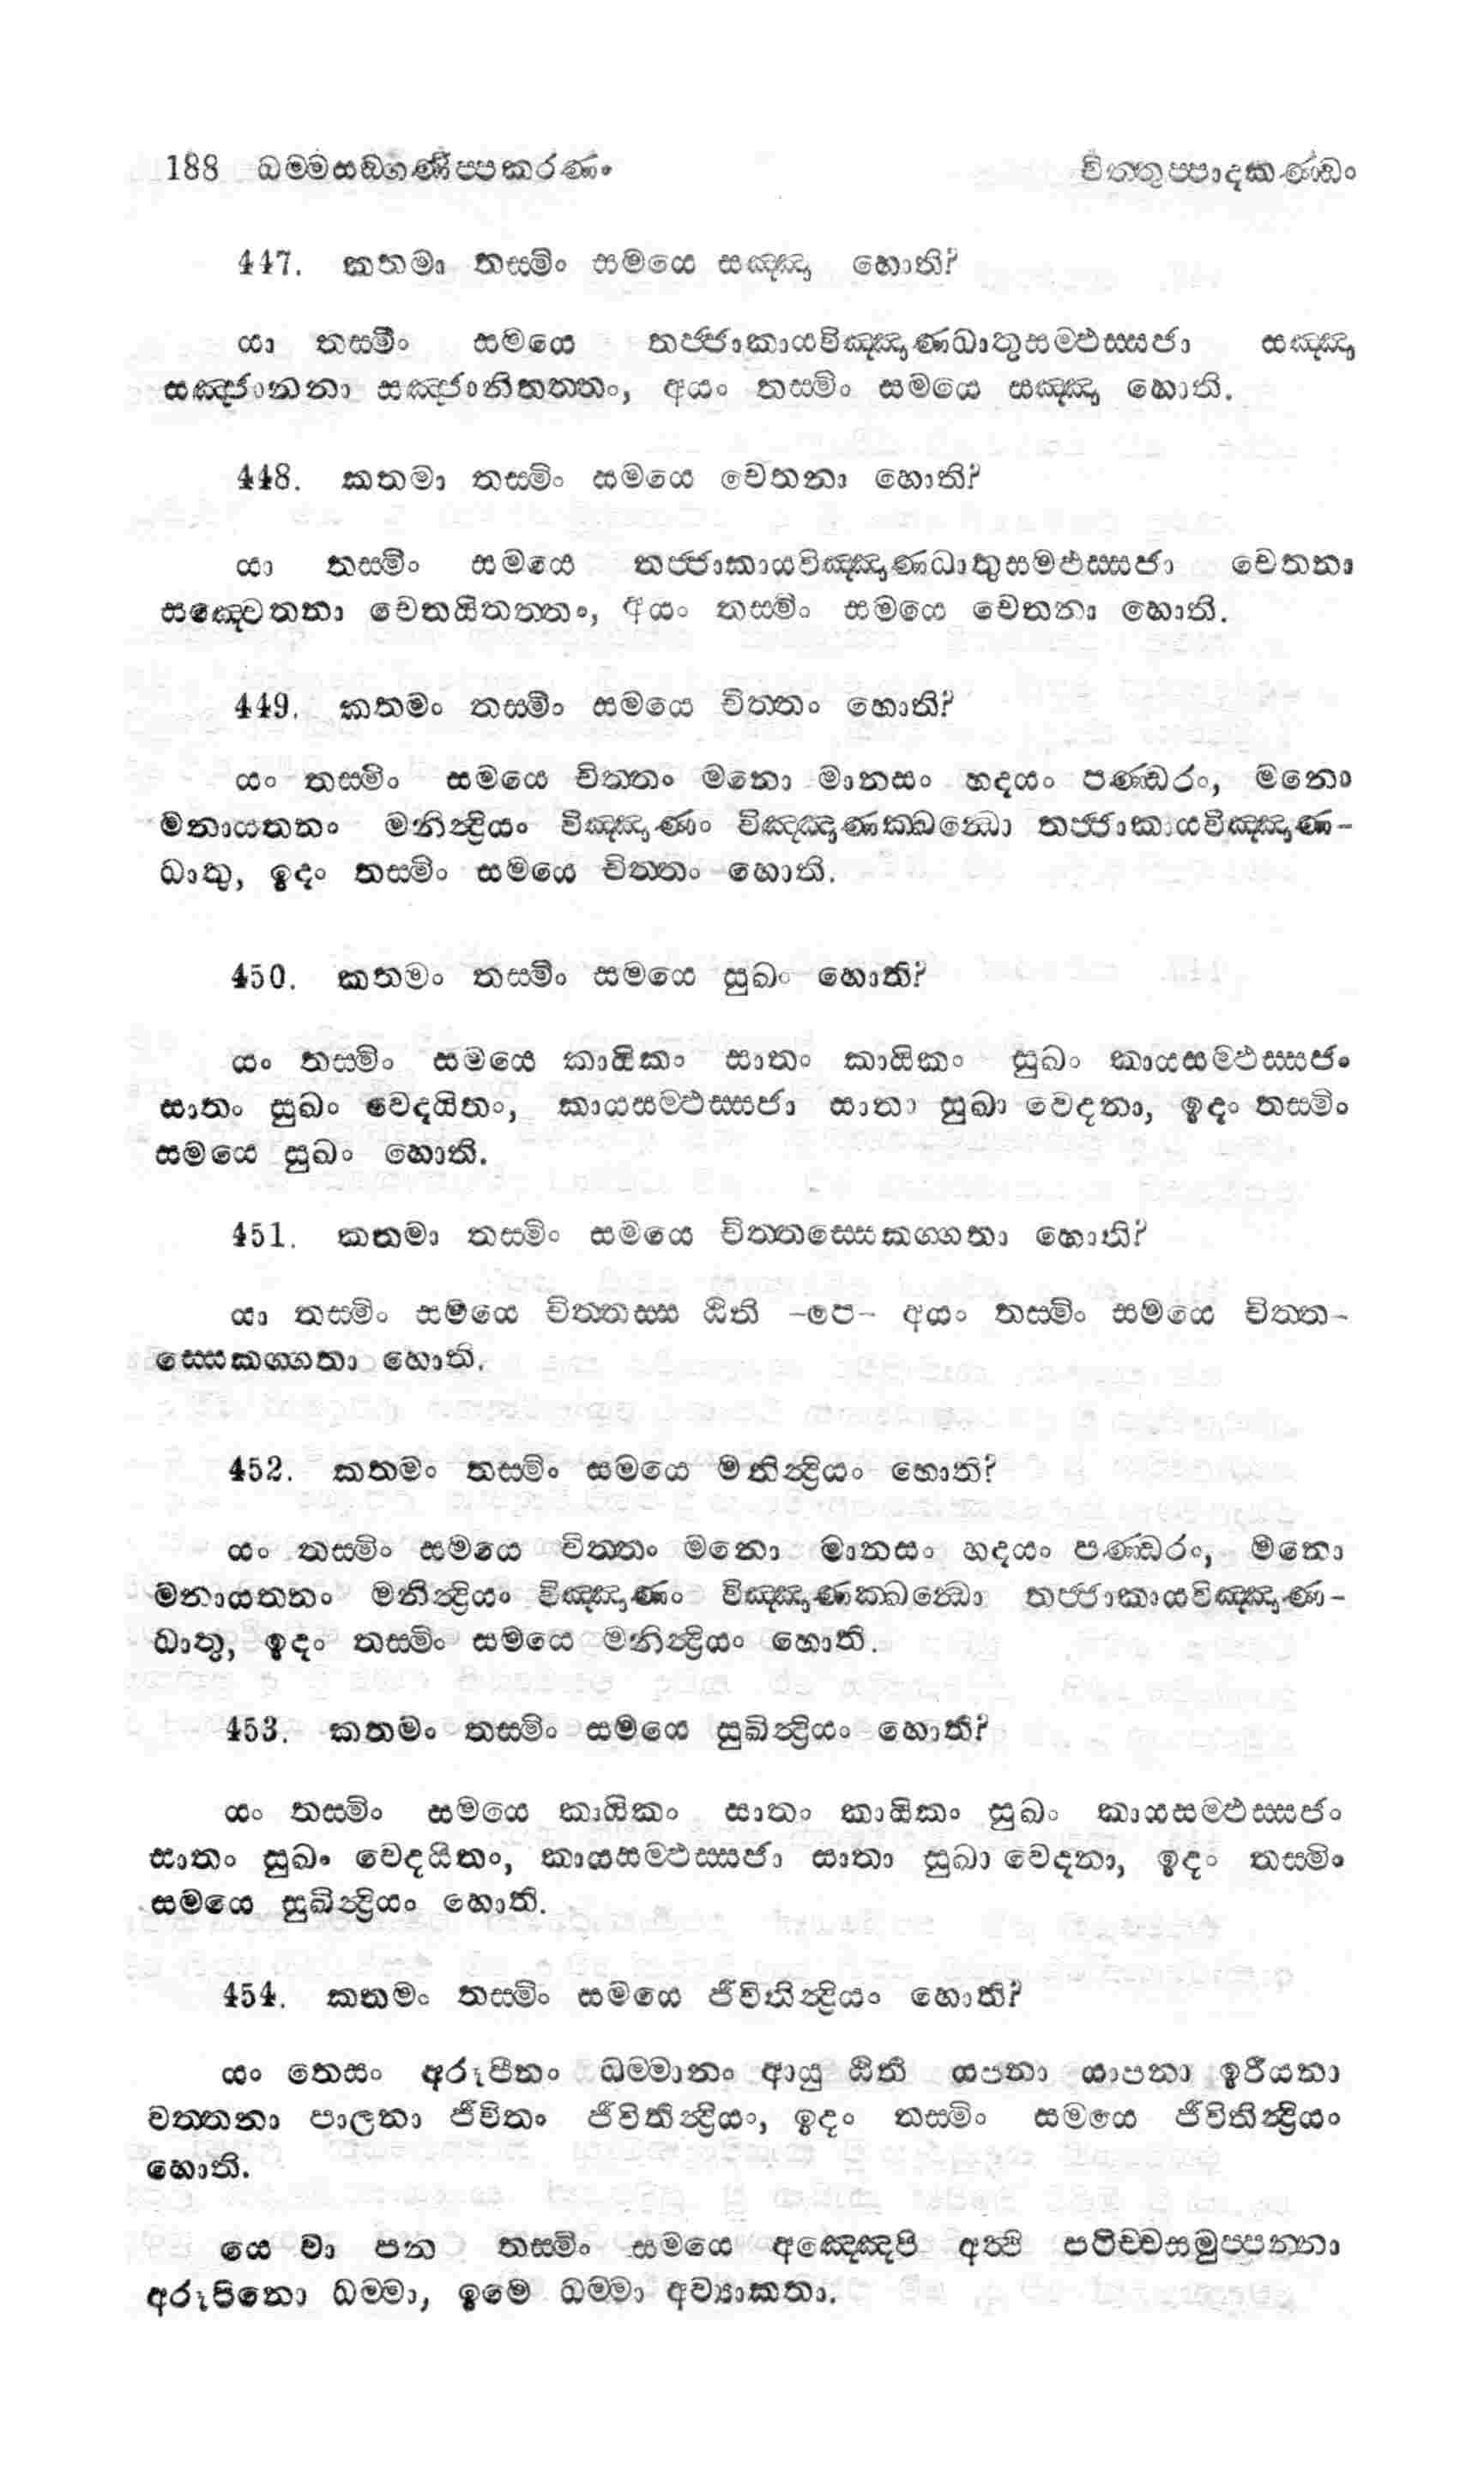 188 ධම්මසඞ්ගණිප්පකරණං චිත්තුප්පාදකණ්ඩං
447. කතමා තස්මිං සමයෙ සඤ්ඤා හොති?
යා තස්මිං සමයෙ තජ්ජාකායවිඤ්ඤාණධාතුසම්ඵස්සජා සඤ්ඤා
සඤ්ජානනා සඤ්ජානිතත්තං, අයං තස්මිං සමයෙ සඤ්ඤා හොති.
448. කතමා තස්මිං සමයෙ චෙතනා හොති?
යා තස්මිං සමයෙ තජ්ජාකායවිඤ්ඤාණධාතුසම්ඵස්සජා චෙතනා
සඤ්චෙතනා චෙතයිතත්තං, අයං තස්මිං සමයෙ චෙතනා හොති.
449. කතමං තස්මිං සමයෙ චිත්තං හොති?
යං තස්මිං සමයෙ චිත්තං මනො මානසං හදයං පණ්ඩරං, මනො
මනායතනං මනින්ද්‍රියං විඤ්ඤාණං විඤ්ඤාණක්ඛන්ධො තජ්ජාකායවිඤ්ඤාණ-
ධාතු, ඉදං තස්මිං සමයෙ චිත්තං හොති.
450. කතමං තස්මිං සමයෙ සුඛං හොති?
යං තස්මිං සමයෙ කායිකං සාතං කායිකං සුඛං කායසම්ඵස්සජං
සාතං සුඛං වෙදයිතං, කායසම්ඵස්සජා සාතා සුඛා වෙදනා, ඉදං තස්මිං
සමයෙ සුඛං හොති.
451. කතමා තස්මිං සමයෙ චිත්තස්සෙකග්ගතා හොති?
යා තස්මිං සමයෙ චිත්තස්ස ඨිති -පෙ- අයං තස්මිං සමයෙ චිත්ත-
ස්සෙකග්ගතා හොති.
452. කතමං තස්මිං සමයෙ මනින්ද්‍රියං හොති?
යං තස්මිං සමයෙ චිත්තං මනො මානසං හදයං පණ්ඩරං, මනො
මනායතනං මනින්ද්‍රියං විඤ්ඤාණං විඤ්ඤාණක්ඛන්ධො තජ්ජාකායවිඤ්ඤාණ-
ධාතු, ඉදං තස්මිං සමයෙ මනින්ද්‍රියං හොති.
453. කතමං තස්මිං සමයෙ සුඛින්ද්‍රියං හොති?
යං තස්මිං සමයෙ කායිකං සාතං කායිකං සුඛං කායසම්ඵස්සජං
සාතං සුඛං වෙදයිතං, කායසම්ඵස්සජා සාතා සුඛා වෙදනා, ඉදං තස්මිං
සමයෙ සුඛින්ද්‍රියං හොති.
454. කතමං තස්මිං සමයෙ ජීවිතින්ද්‍රියං හොති?
යං තෙසං අරූපීනං ධම්මානං ආයු ඨිති යපනා යාපනා ඉරීයනා
වත්තනා පාලනා ජීවිතං ජීවිතින්ද්‍රියං, ඉදං තස්මිං සමයෙ ජීවිතින්ද්‍රියං
හොති.
යෙ වා පන තස්මිං සමයෙ අඤ්ඤෙපි අත්ථි පටිච්චසමුප්පන්නා
අරූපිනො ධම්මා, ඉමෙ ධම්මා අව්‍යාකතා.